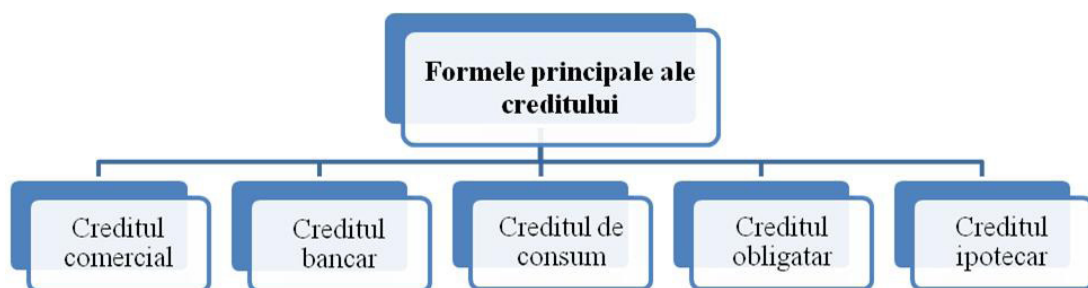 Formele principale ale
creditului
Creditul
comercial
Creditul
bancar
Creditul de
consum
Creditul
obligatar
Creditul
ipotecar